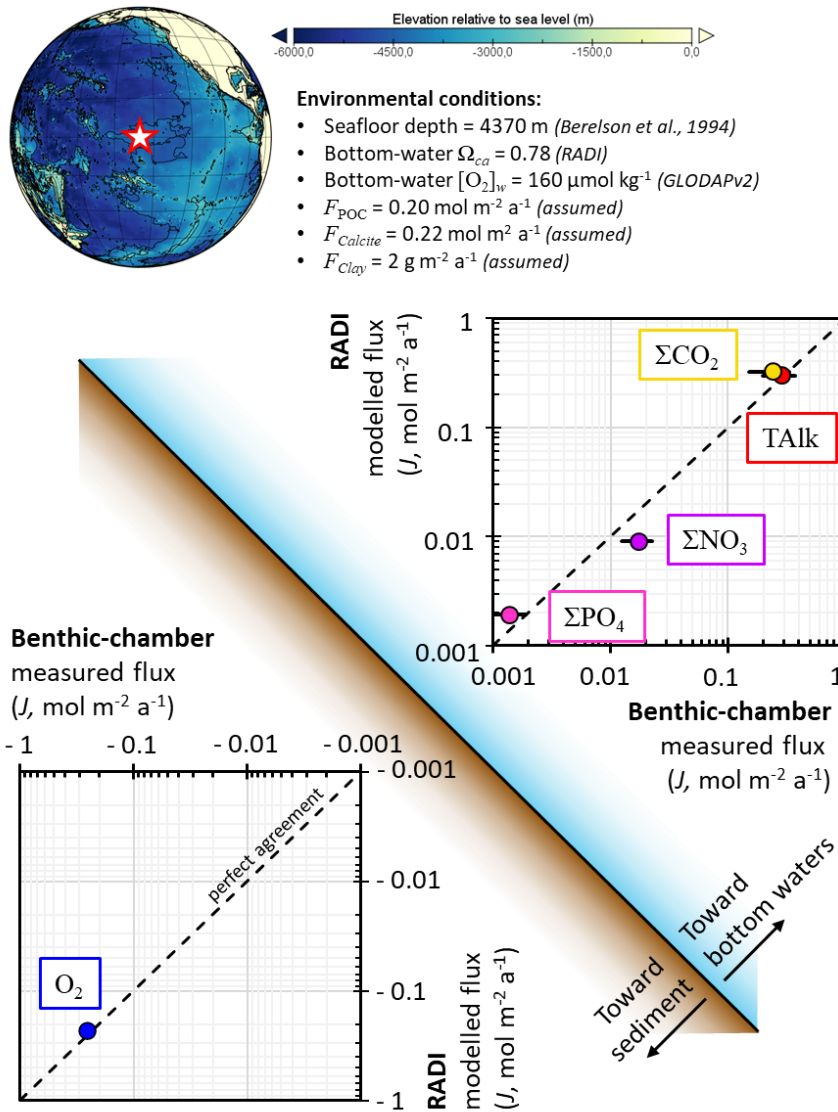 Elevation relative to sea level (m)
-6000,0 -4500,0 -3000,0 -1500,0 0,0
Environmental conditions:
• Seafloor depth = 4370 m (Berelson et al., 1994)
• Bottom-water Ω_ca = 0.78 (RADI)
• Bottom-water [O₂]_w = 160 μmol kg⁻¹ (GLODAPv2)
• F_POC = 0.20 mol m⁻² a⁻¹ (assumed)
• F_Calcite = 0.22 mol m² a⁻¹ (assumed)
• F_Clay = 2 g m⁻² a⁻¹ (assumed)
RADI
modelled flux
(J, mol m⁻² a⁻¹)
1
0.1
0.01
0.001
ΣCO₂
TAlk
ΣNO₃
ΣPO₄
0.001 0.01 0.1 1
Benthic-chamber
measured flux
(J, mol m⁻² a⁻¹)
Benthic-chamber
measured flux
(J, mol m⁻² a⁻¹)
- 1 - 0.1 - 0.01 - 0.001
- 0.001
- 0.01
- 0.1
- 1
perfect agreement
O₂
RADI
modelled flux
(J, mol m⁻² a⁻¹)
Toward
bottom waters
Toward
sediment